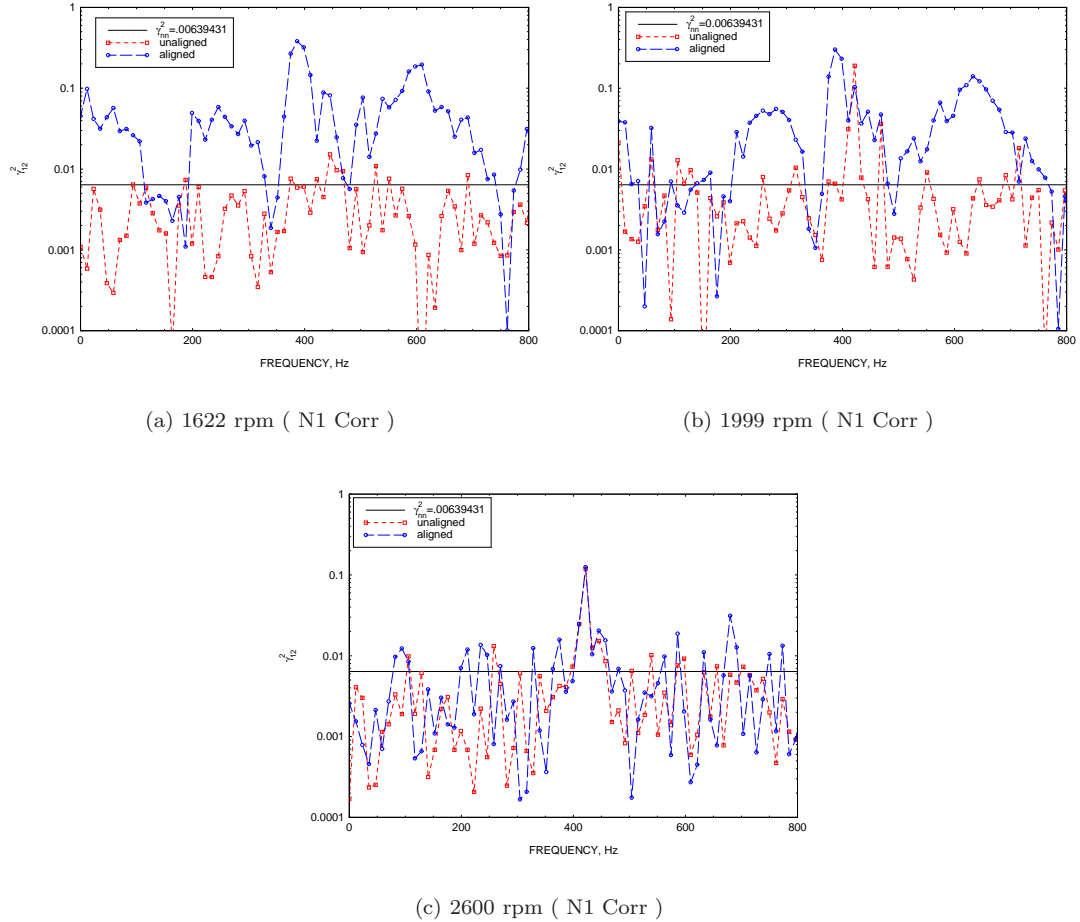 γ²nn=.00639431
unaligned
aligned
1
0.1
0.01
0.001
0.0001
γ²12
0 200 400 600 800
FREQUENCY, Hz
(a) 1622 rpm ( N1 Corr )
γ²nn=0.00639431
unaligned
aligned
1
0.1
0.01
0.001
0.0001
γ²12
0 200 400 600 800
FREQUENCY, Hz
(b) 1999 rpm ( N1 Corr )
γ²nn=.00639431
unaligned
aligned
1
0.1
0.01
0.001
0.0001
γ²12
0 200 400 600 800
FREQUENCY, Hz
(c) 2600 rpm ( N1 Corr )